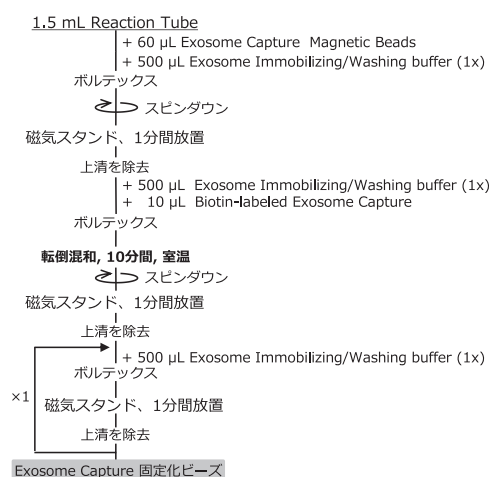 1.5 mL Reaction Tube
+ 60 μL Exosome Capture Magnetic Beads
+ 500 μL Exosome Immobilizing/Washing buffer (1x)
ボルテックス
スピンダウン
磁気スタンド、1分間放置
上清を除去
+ 500 μL Exosome Immobilizing/Washing buffer (1x)
+ 10 μL Biotin-labeled Exosome Capture
ボルテックス
転倒混和, 10分間, 室温
スピンダウン
磁気スタンド、1分間放置
上清を除去
+ 500 μL Exosome Immobilizing/Washing buffer (1x)
ボルテックス
×1
磁気スタンド、1分間放置
上清を除去
Exosome Capture 固定化ビーズ